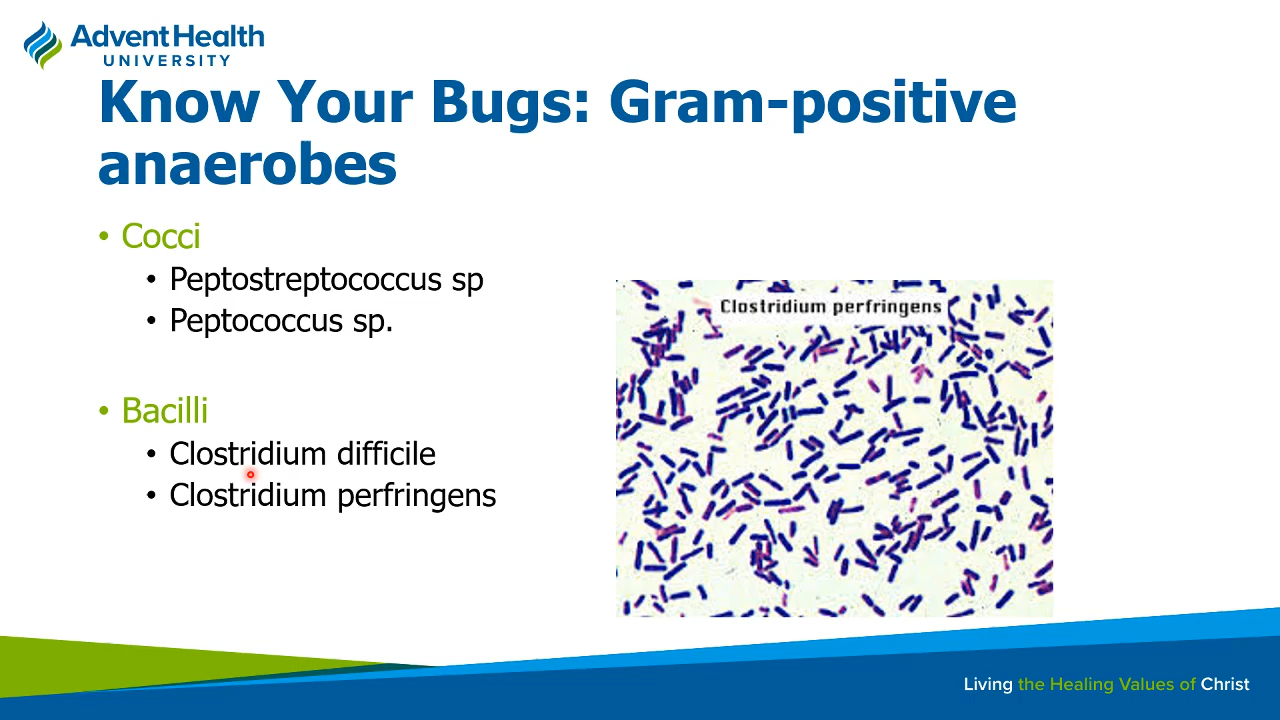 AdventHealth
UNIVERSITY
Know Your Bugs: Gram-positive
anaerobes
• Cocci
• Peptostreptococcus sp
• Peptococcus sp.
• Bacilli
• Clostridium difficile
• Clostridium perfringens
Clostridium perfringens
Living the Healing Values of Christ